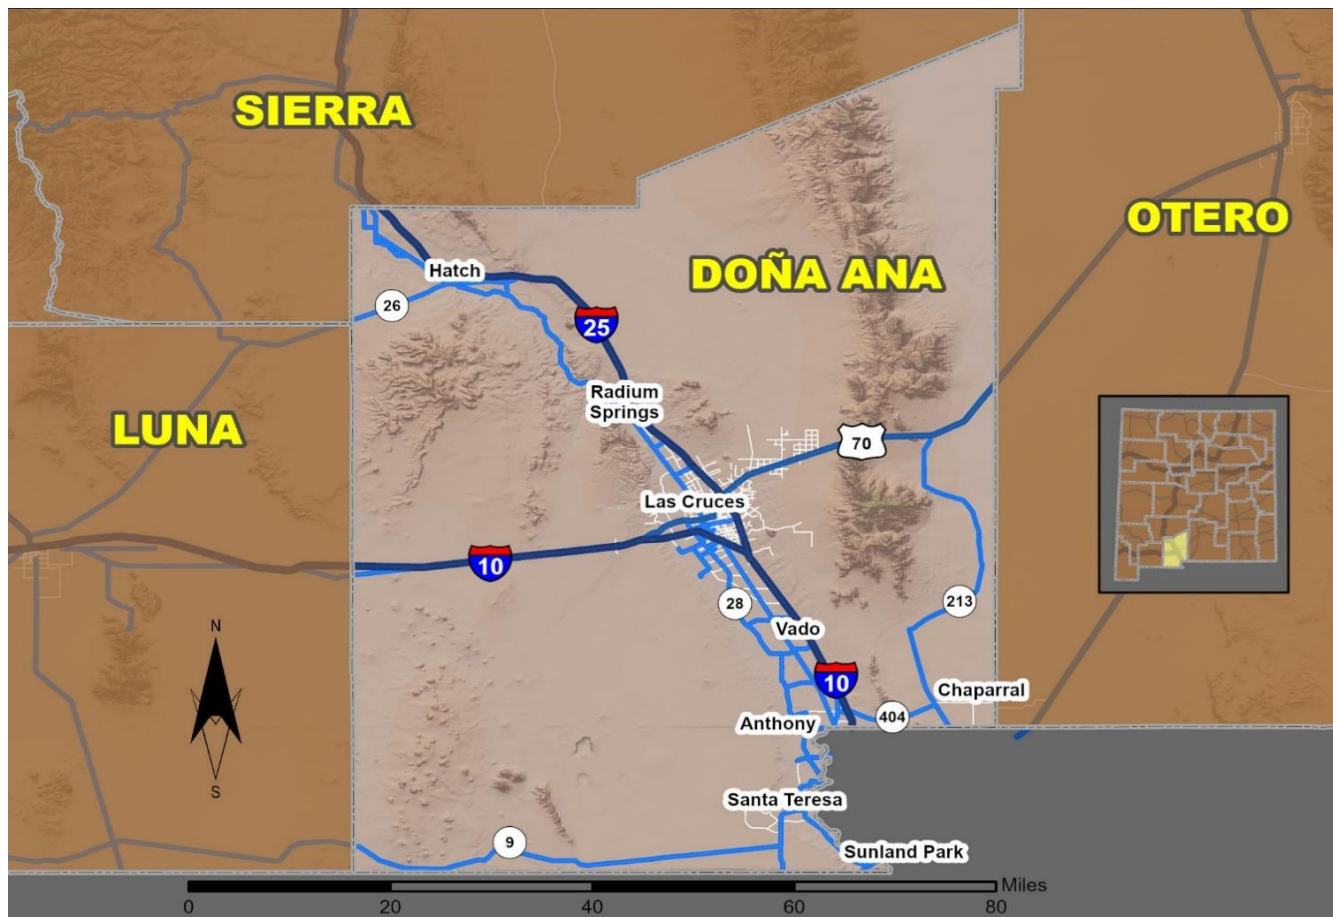 SIERRA
OTERO
DOÑA ANA
Hatch
26
25
Radium
Springs
LUNA
70
Las Cruces
10
28
213
Vado
N
10
Chaparral
404
Anthony
S
Santa Teresa
9
Sunland Park
Miles
0 20 40 60 80